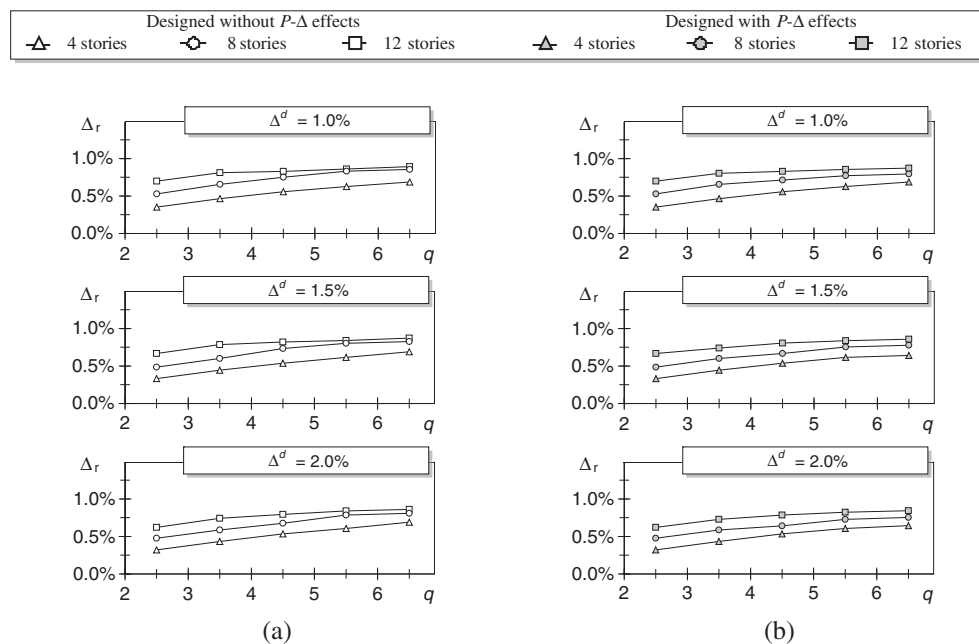 Designed without P-Δ effects
4 stories 8 stories 12 stories
Designed with P-Δ effects
4 stories 8 stories 12 stories
Δr
Δd = 1.0%
1.0%
0.5%
0.0%
2 3 4 5 6 q
Δr
Δd = 1.5%
1.0%
0.5%
0.0%
2 3 4 5 6 q
Δr
Δd = 2.0%
1.0%
0.5%
0.0%
2 3 4 5 6 q
(a)
Δr
Δd = 1.0%
1.0%
0.5%
0.0%
2 3 4 5 6 q
Δr
Δd = 1.5%
1.0%
0.5%
0.0%
2 3 4 5 6 q
Δr
Δd = 2.0%
1.0%
0.5%
0.0%
2 3 4 5 6 q
(b)